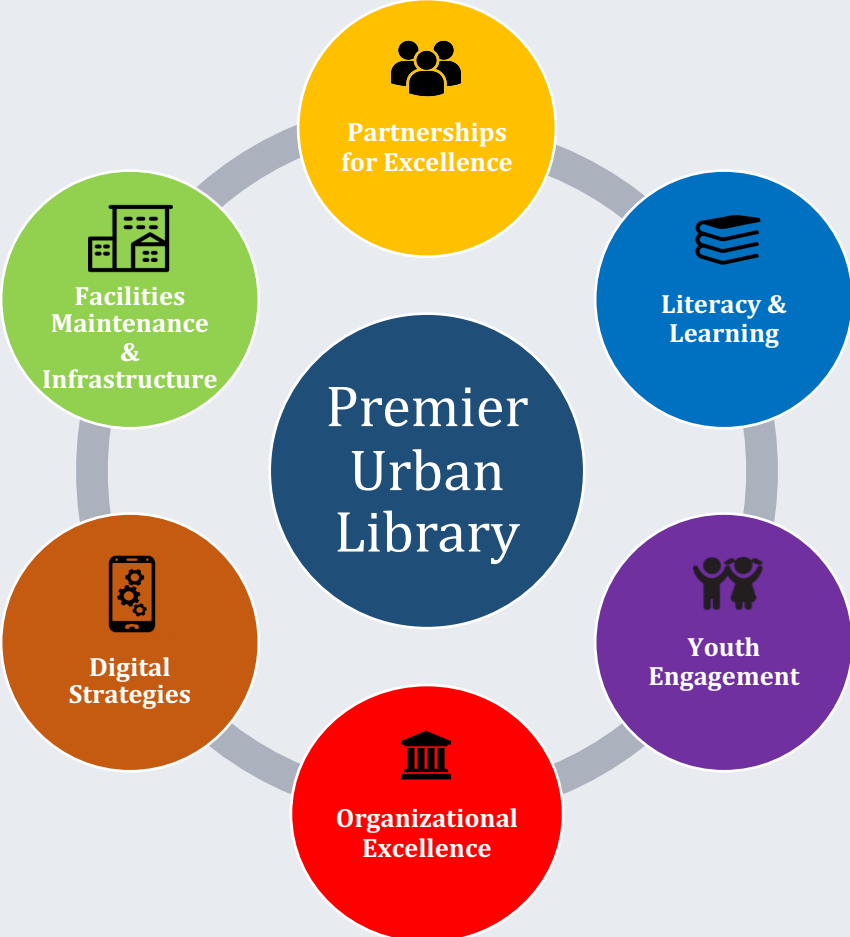 Partnerships
for Excellence
Literacy &
Learning
Youth
Engagement
Organizational
Excellence
Digital
Strategies
Facilities
Maintenance
&
Infrastructure
Premier
Urban
Library